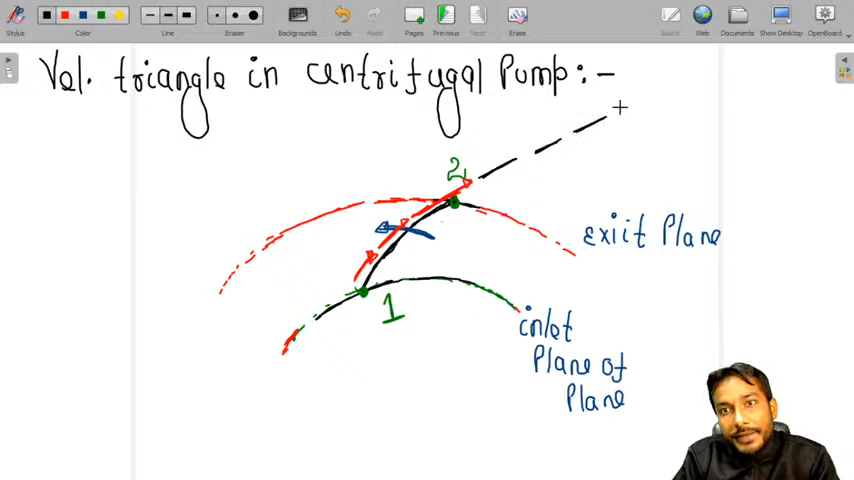 Stylus
Color
Line
Eraser
Backgrounds
Undo
Redo
Pages
Previous
Next
Erase
Board
Web
Documents
Show Desktop
OpenBoard
Vel. triangle in centrifugal Pump:-
2
exiit Plane
1
inlet
Plane of
Plane